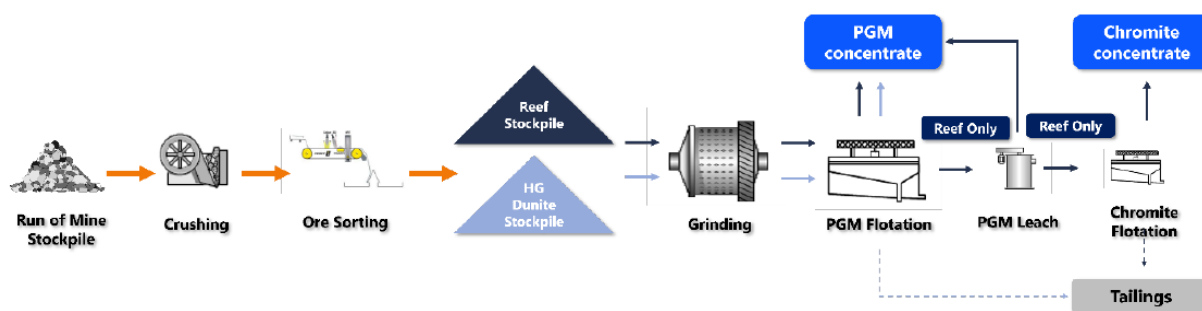 PGM
concentrate
Chromite
concentrate
Reef
Stockpile
Reef Only
Reef Only
HG
Dunite
Stockpile
Run of Mine
Stockpile
Crushing
Ore Sorting
Grinding
PGM Flotation
PGM Leach
Chromite
Flotation
Tailings